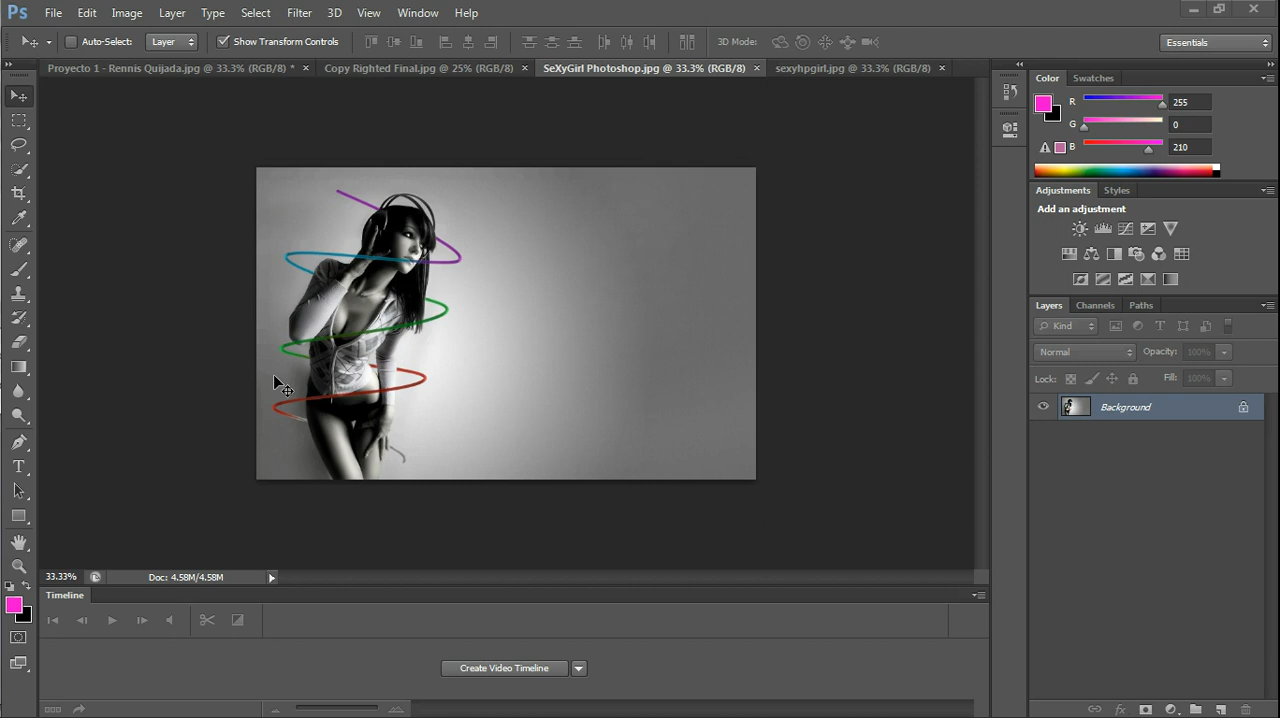 Ps File Edit Image Layer Type Select Filter 3D View Window Help
Auto-Select: Layer Show Transform Controls 3D Mode: Essentials
Proyecto 1 - Rennis Quijada.jpg @ 33.3% (RGB/8) * × Copy Righted Final.jpg @ 25% (RGB/8) × SeXyGirl Photoshop.jpg @ 33.3% (RGB/8) × sexyhpgirl.jpg @ 33.3% (RGB/8) ×
Color Swatches
R 255
G 0
B 210
Adjustments Styles
Add an adjustment
Layers Channels Paths
Kind
Normal Opacity: 100%
Lock: Fill: 100%
Background
33.33% Doc: 4.58M/4.58M
Timeline
Create Video Timeline